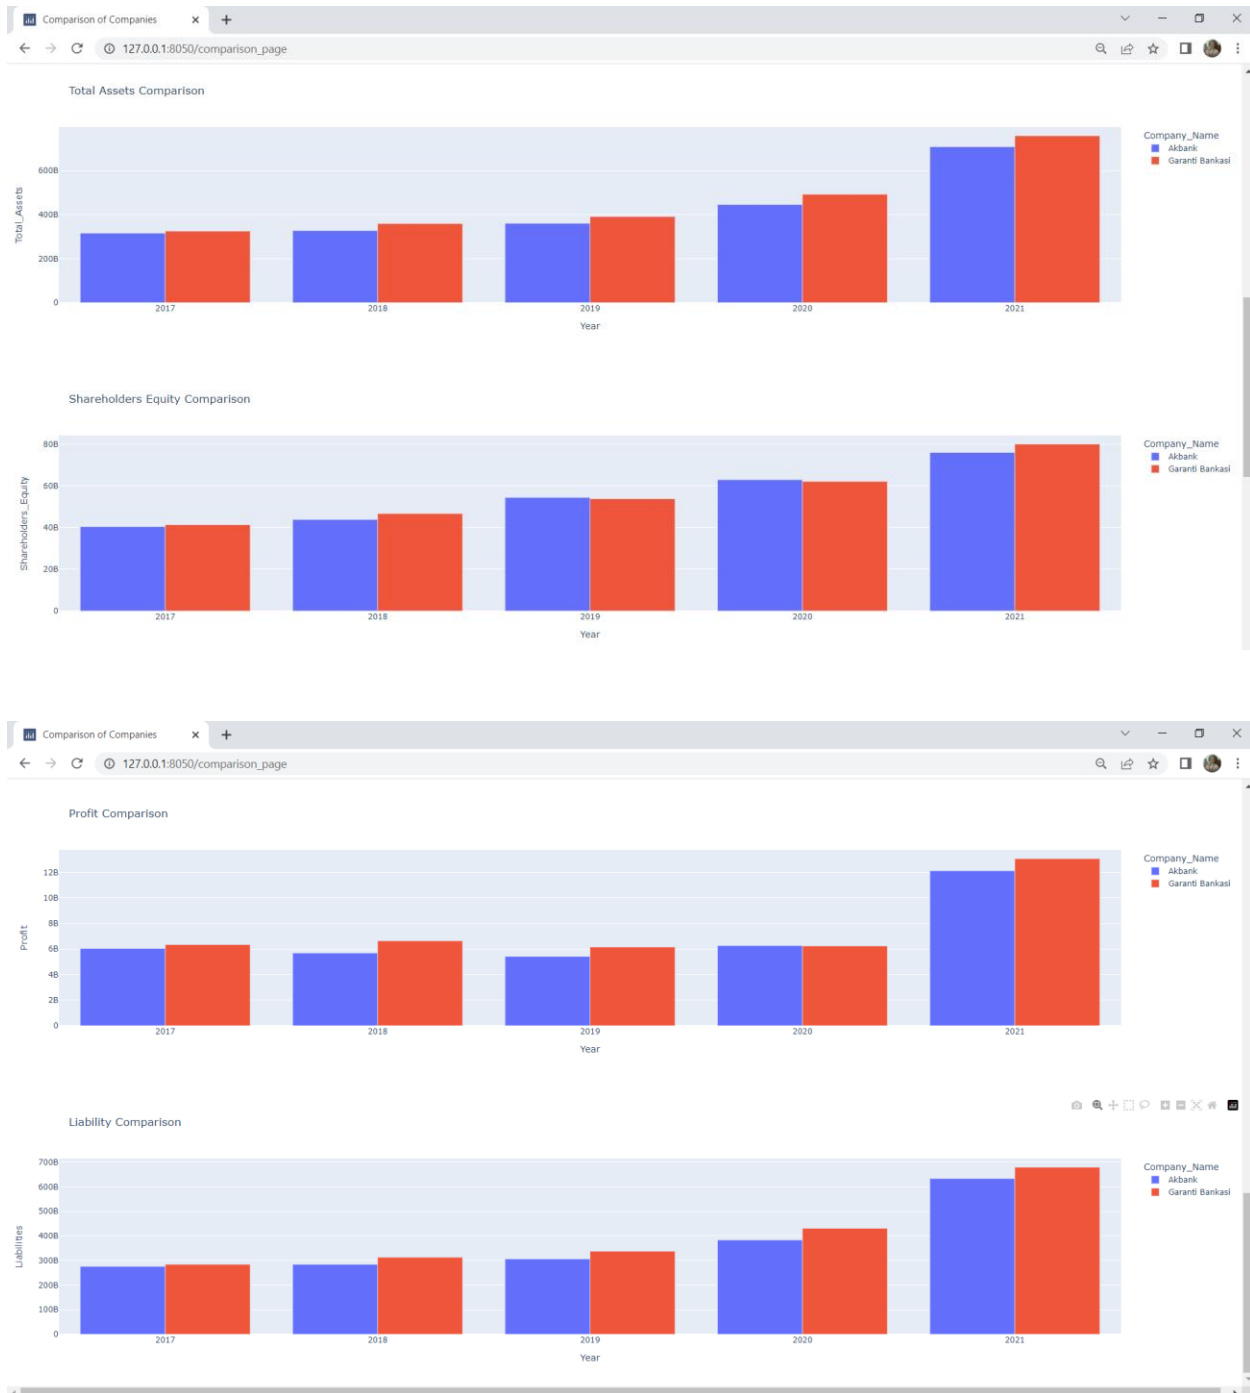 Comparison of Companies
127.0.0.1:8050/comparison_page
Total Assets Comparison
Company_Name
Akbank
Garanti Bankasi
600B
400B
200B
0
Total_Assets
2017 2018 2019 2020 2021
Year
Shareholders Equity Comparison
Company_Name
Akbank
Garanti Bankasi
80B
60B
40B
20B
0
Shareholders_Equity
2017 2018 2019 2020 2021
Year
Comparison of Companies
127.0.0.1:8050/comparison_page
Profit Comparison
Company_Name
Akbank
Garanti Bankasi
12B
10B
8B
6B
4B
2B
0
Profit
2017 2018 2019 2020 2021
Year
Liability Comparison
Company_Name
Akbank
Garanti Bankasi
700B
600B
500B
400B
300B
200B
100B
0
Liabilities
2017 2018 2019 2020 2021
Year